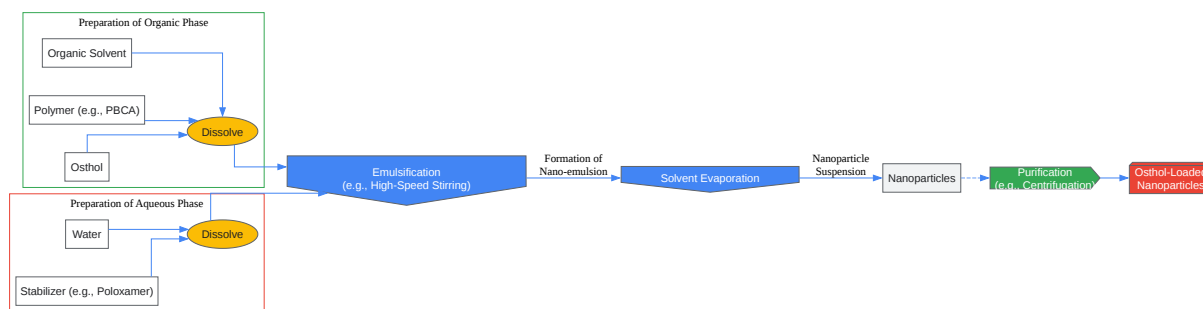 Preparation of Organic Phase
Organic Solvent
Polymer (e.g., PBCA)
Dissolve
Osthol
Preparation of Aqueous Phase
Water
Dissolve
Stabilizer (e.g., Poloxamer)
Emulsification
(e.g., High-Speed Stirring)
Formation of
Nano-emulsion
Solvent Evaporation
Nanoparticle
Suspension
Nanoparticles
Purification
(e.g., Centrifugation)
Osthol-Loaded
Nanoparticles